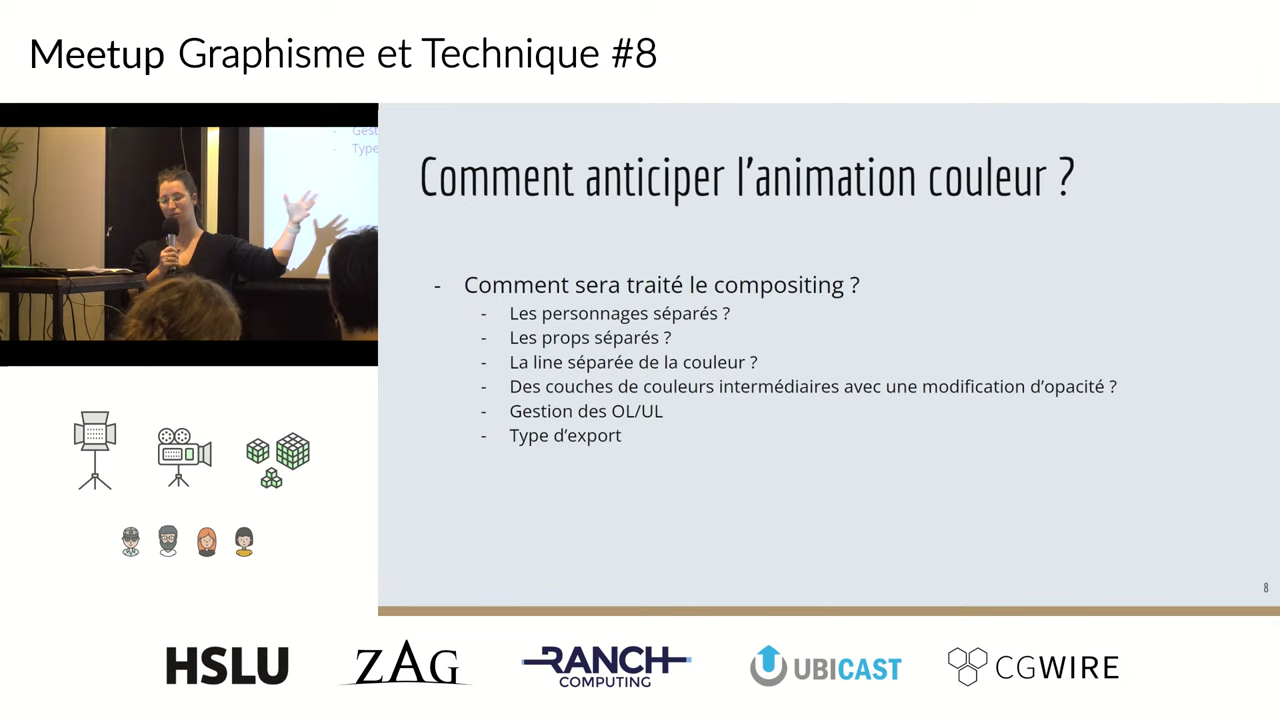 Meetup Graphisme et Technique #8
Gest
Type
Comment anticiper l’animation couleur ?
- Comment sera traité le compositing ?
- Les personnages séparés ?
- Les props séparés ?
- La line séparée de la couleur ?
- Des couches de couleurs intermédiaires avec une modification d’opacité ?
- Gestion des OL/UL
- Type d’export
8
HSLU
ZAG
RANCH
COMPUTING
UBICAST
CGWIRE